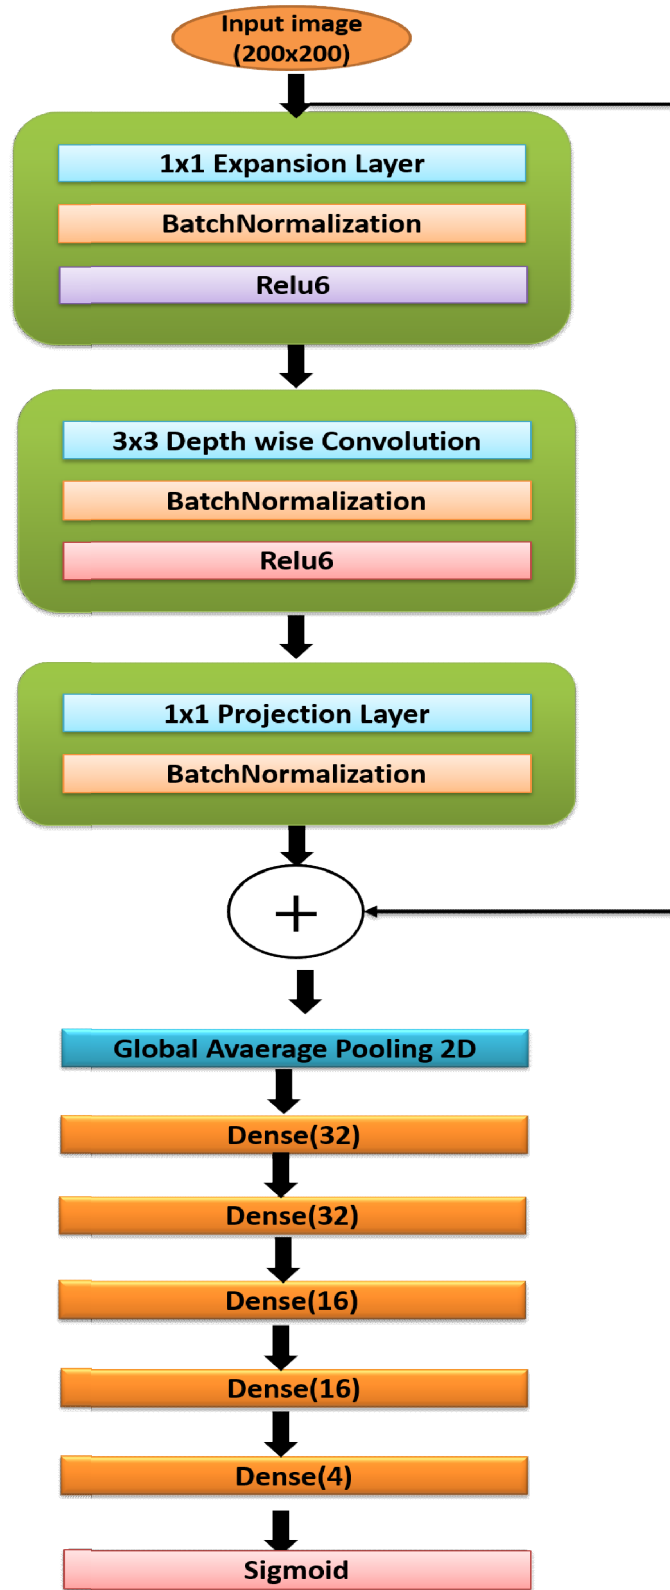 Input image
(200x200)
1x1 Expansion Layer
BatchNormalization
Relu6
3x3 Depth wise Convolution
BatchNormalization
Relu6
1x1 Projection Layer
BatchNormalization
+
Global Avaerage Pooling 2D
Dense(32)
Dense(32)
Dense(16)
Dense(16)
Dense(4)
Sigmoid